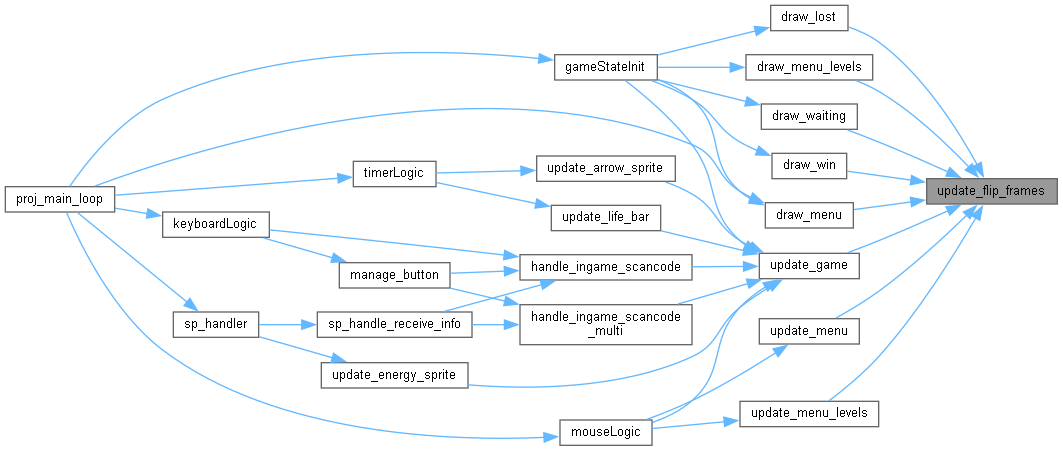 draw_lost
gameStateInit
draw_menu_levels
draw_waiting
draw_win
update_arrow_sprite
timerLogic
update_flip_frames
proj_main_loop
draw_menu
update_life_bar
keyboardLogic
handle_ingame_scancode
update_game
manage_button
sp_handler
sp_handle_receive_info
handle_ingame_scancode
_multi
update_menu
update_energy_sprite
update_menu_levels
mouseLogic